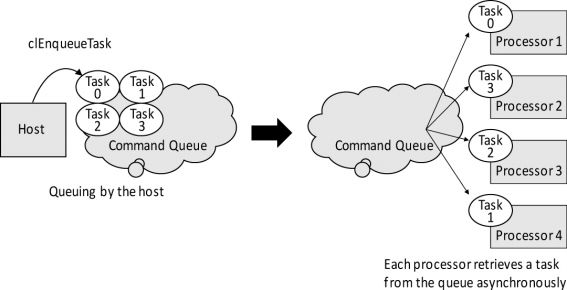 clEnqueueTask
Host
Task 0
Task 1
Task 2
Task 3
Command Queue
Queuing by the host
Command Queue
Task 0
Processor 1
Task 3
Processor 2
Task 2
Processor 3
Task 1
Processor 4
Each processor retrieves a task
from the queue asynchronously